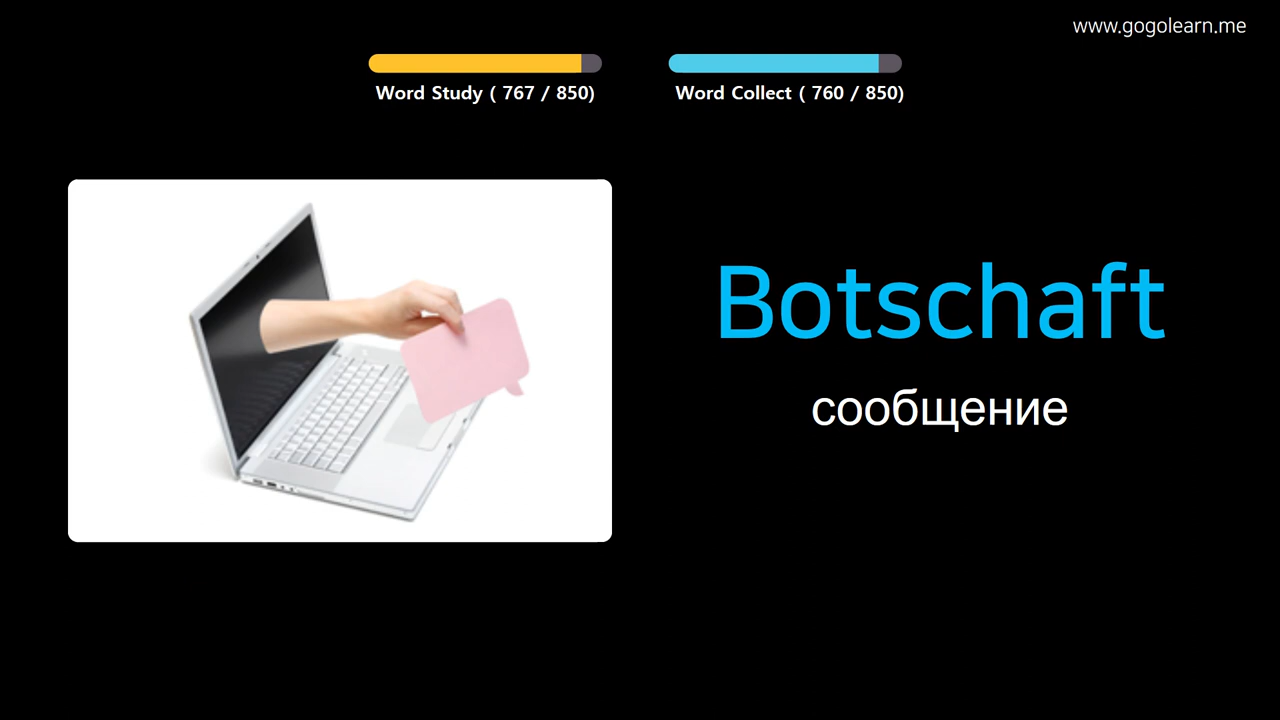 www.gogolearn.me
Word Study ( 767 / 850)
Word Collect ( 760 / 850)
Botschaft
сообщение